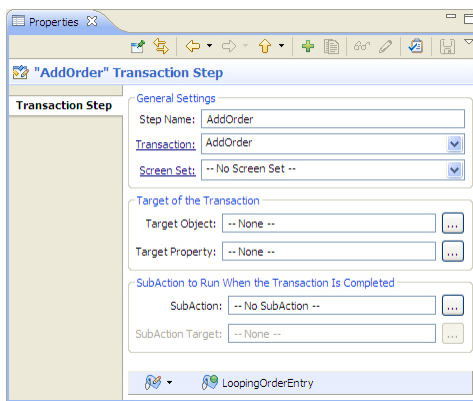 Properties
"AddOrder" Transaction Step
Transaction Step
General Settings
Step Name: AddOrder
Transaction: AddOrder
Screen Set: -- No Screen Set --
Target of the Transaction
Target Object: -- None -- ...
Target Property: -- None -- ...
SubAction to Run When the Transaction Is Completed
SubAction: -- No SubAction -- ...
SubAction Target: -- None -- ...
LoopingOrderEntry